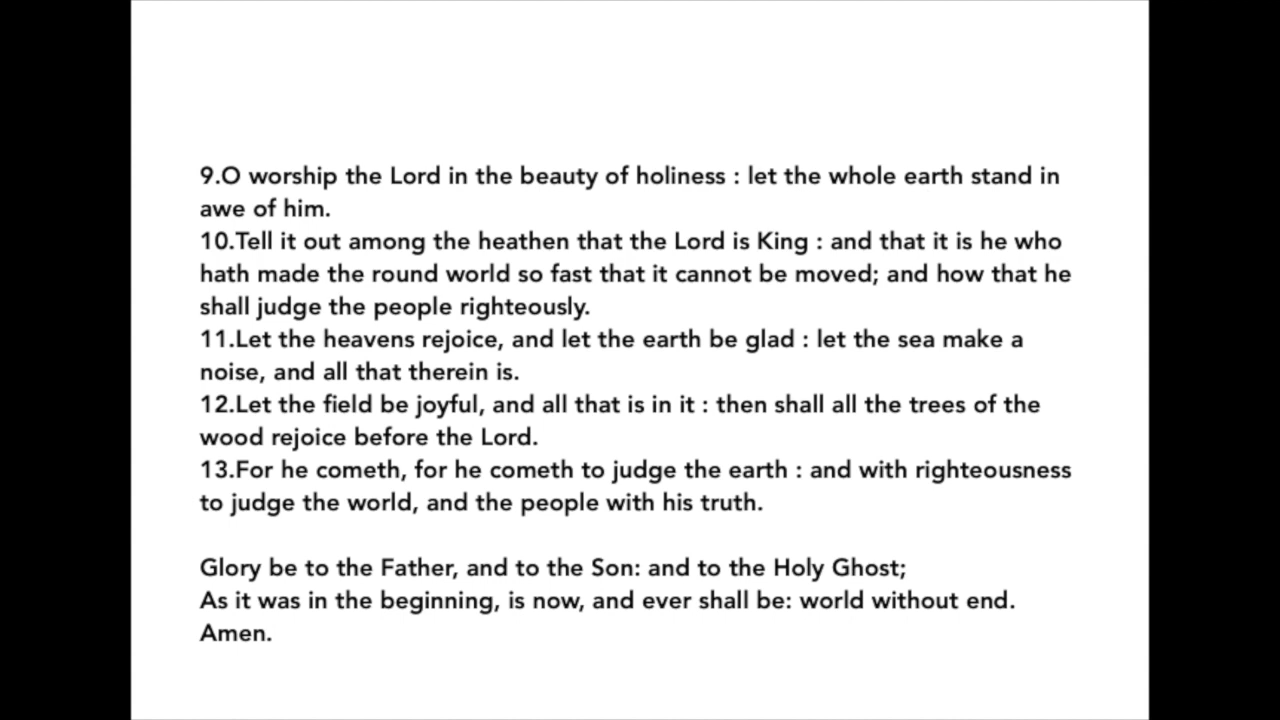 9.O worship the Lord in the beauty of holiness : let the whole earth stand in
awe of him.
10.Tell it out among the heathen that the Lord is King : and that it is he who
hath made the round world so fast that it cannot be moved; and how that he
shall judge the people righteously.
11.Let the heavens rejoice, and let the earth be glad : let the sea make a
noise, and all that therein is.
12.Let the field be joyful, and all that is in it : then shall all the trees of the
wood rejoice before the Lord.
13.For he cometh, for he cometh to judge the earth : and with righteousness
to judge the world, and the people with his truth.
Glory be to the Father, and to the Son: and to the Holy Ghost;
As it was in the beginning, is now, and ever shall be: world without end.
Amen.